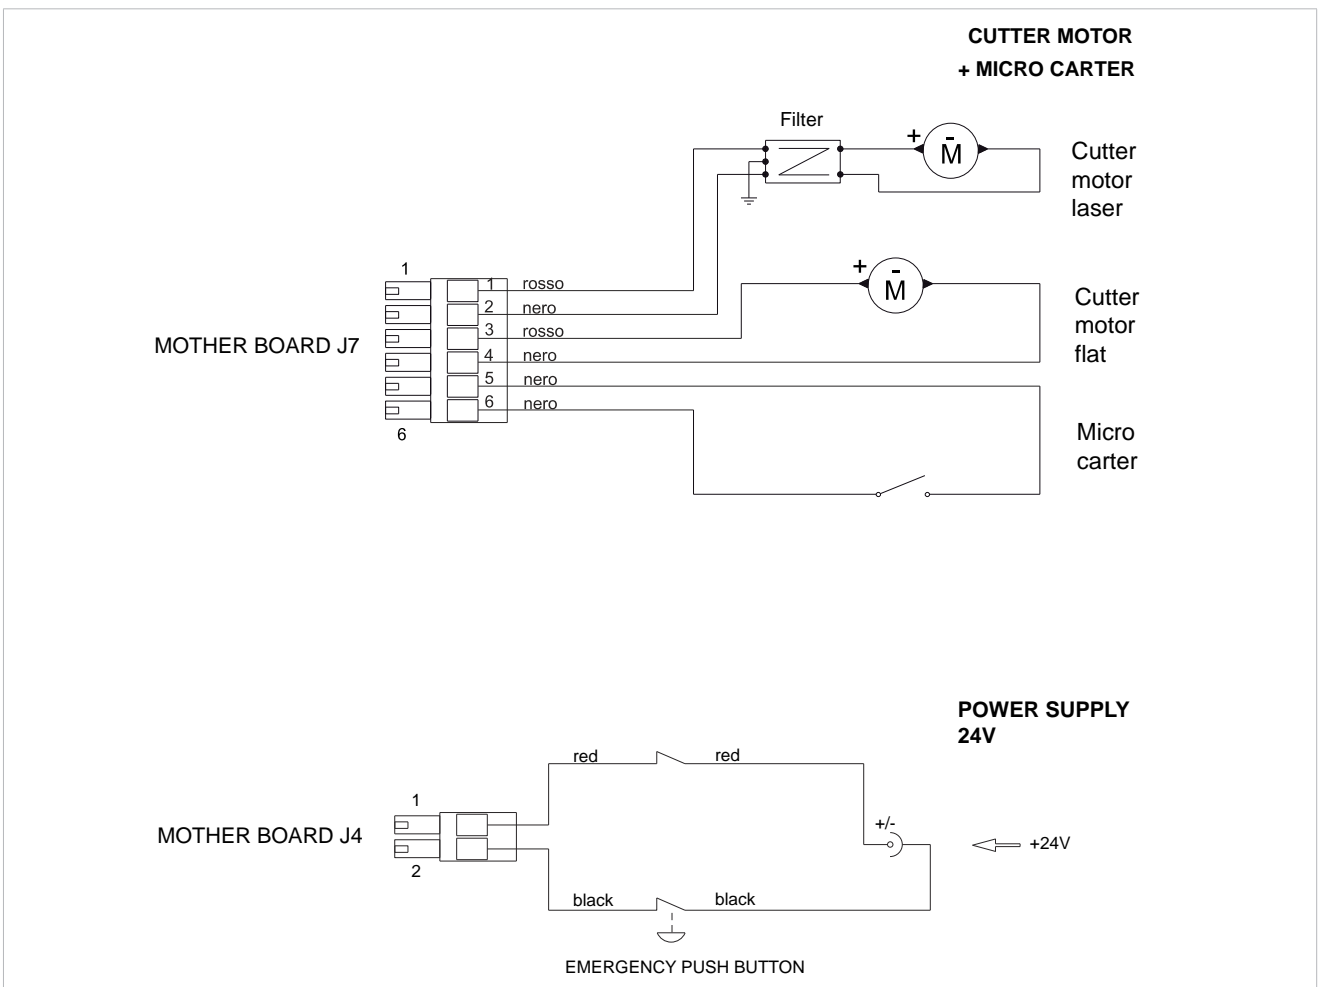 CUTTER MOTOR
+ MICRO CARTER
Filter
+
-
M
Cutter
motor
laser
1
1 rosso
2 nero
3 rosso
4 nero
5 nero
6 nero
6
MOTHER BOARD J7
+
-
M
Cutter
motor
flat
Micro
carter
POWER SUPPLY
24V
red red
1
MOTHER BOARD J4
2
+/-
+24V
black black
EMERGENCY PUSH BUTTON